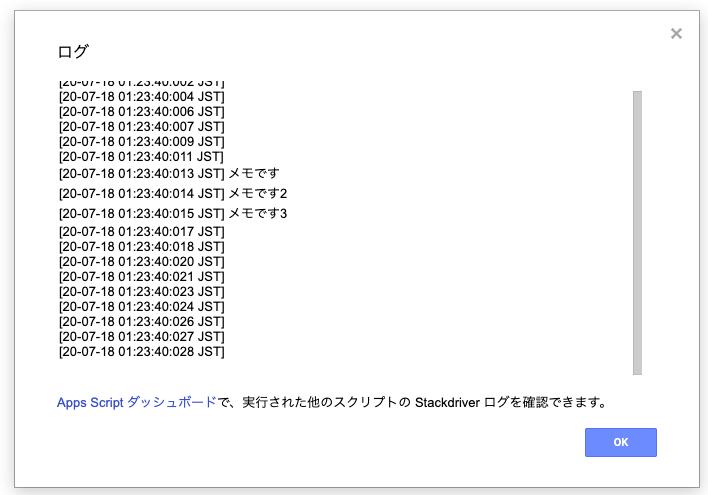 ログ
[20-07-18 01:23:40:002 JST]
[20-07-18 01:23:40:004 JST]
[20-07-18 01:23:40:006 JST]
[20-07-18 01:23:40:007 JST]
[20-07-18 01:23:40:009 JST]
[20-07-18 01:23:40:011 JST]
[20-07-18 01:23:40:013 JST] メモです
[20-07-18 01:23:40:014 JST] メモです2
[20-07-18 01:23:40:015 JST] メモです3
[20-07-18 01:23:40:017 JST]
[20-07-18 01:23:40:018 JST]
[20-07-18 01:23:40:020 JST]
[20-07-18 01:23:40:021 JST]
[20-07-18 01:23:40:023 JST]
[20-07-18 01:23:40:024 JST]
[20-07-18 01:23:40:026 JST]
[20-07-18 01:23:40:027 JST]
[20-07-18 01:23:40:028 JST]
Apps Script ダッシュボードで、実行された他のスクリプトの Stackdriver ログを確認できます。
OK